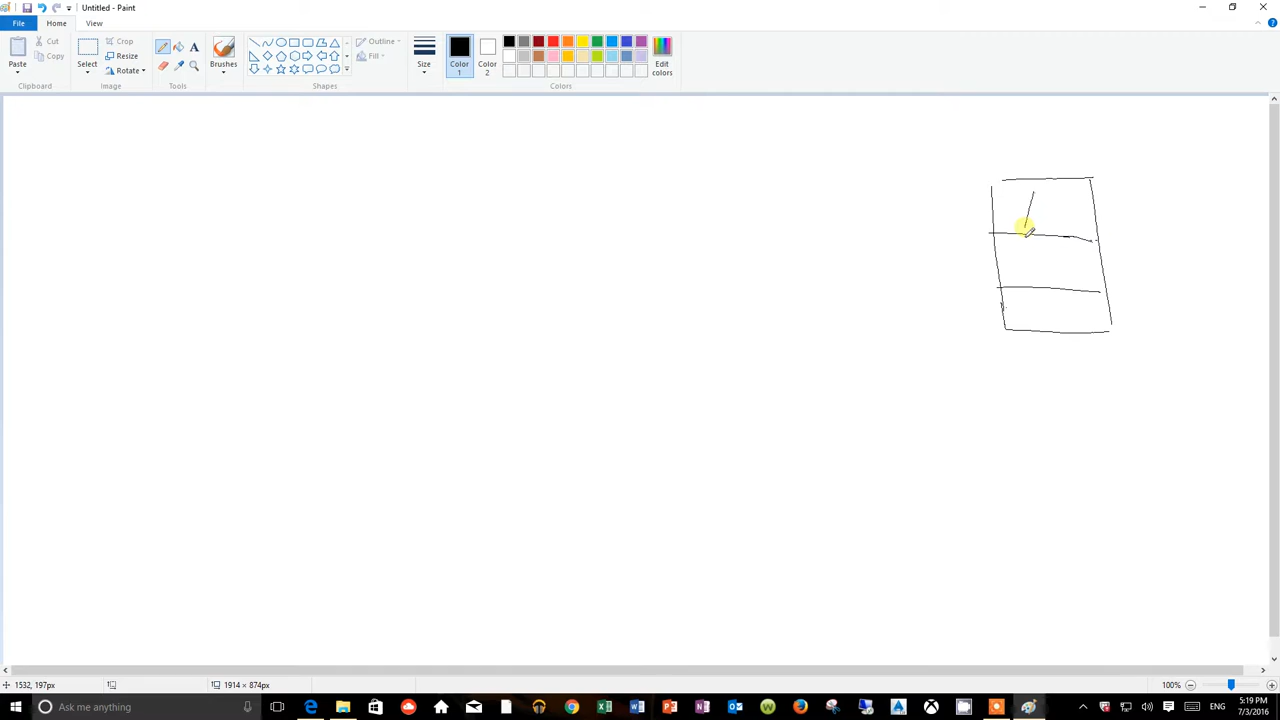 Untitled - Paint
File Home View
Paste
Cut
Copy
Clipboard
Select
Crop
Resize
Rotate
Image
Tools
Brushes
Outline
Fill
Shapes
Size
Color 1
Color 2
Edit colors
Colors
1532, 197px
1914 × 874px
100%
Ask me anything
ENG
5:19 PM
7/3/2016